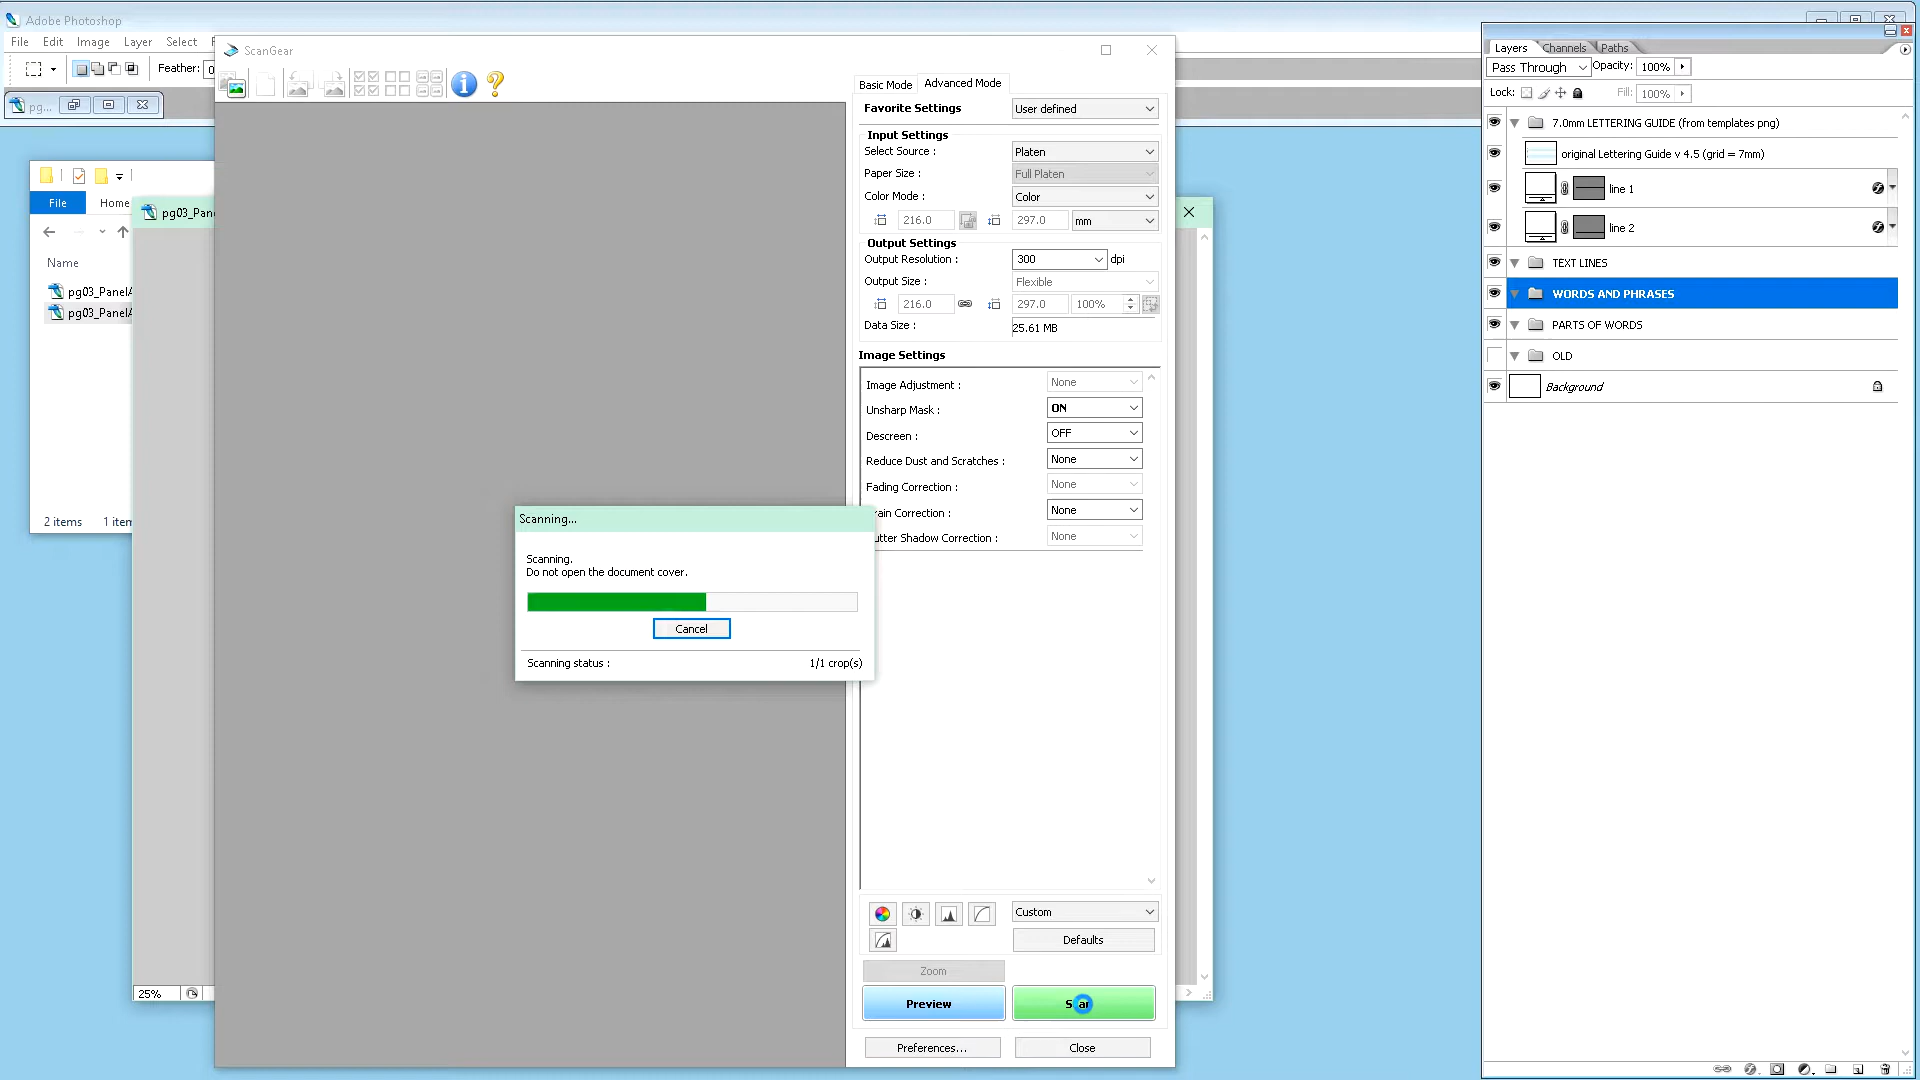 Adobe Photoshop
File Edit Image Layer Select
Feather:
pg...
ScanGear
Basic Mode Advanced Mode
Favorite Settings User defined
Input Settings
Select Source : Platen
Paper Size : Full Platen
Color Mode : Color
216.0 297.0 mm
Output Settings
Output Resolution : 300 dpi
Output Size : Flexible
216.0 297.0 100%
Data Size : 25.61 MB
Image Settings
Image Adjustment : None
Unsharp Mask : ON
Descreen : OFF
Reduce Dust and Scratches : None
Fading Correction : None
rain Correction : None
utter Shadow Correction : None
Custom
Defaults
Zoom
Preview
Preferences... Close
Scanning...
Scanning.
Do not open the document cover.
Cancel
Scanning status : 1/1 crop(s)
File Home
Name
pg03_PanelA
pg03_PanelA
2 items 1 item
pg03_Pan
25%
Layers Channels Paths
Pass Through Opacity: 100%
Lock: Fill: 100%
7.0mm LETTERING GUIDE (from templates png)
original Lettering Guide v 4.5 (grid = 7mm)
line 1
line 2
TEXT LINES
WORDS AND PHRASES
PARTS OF WORDS
OLD
Background